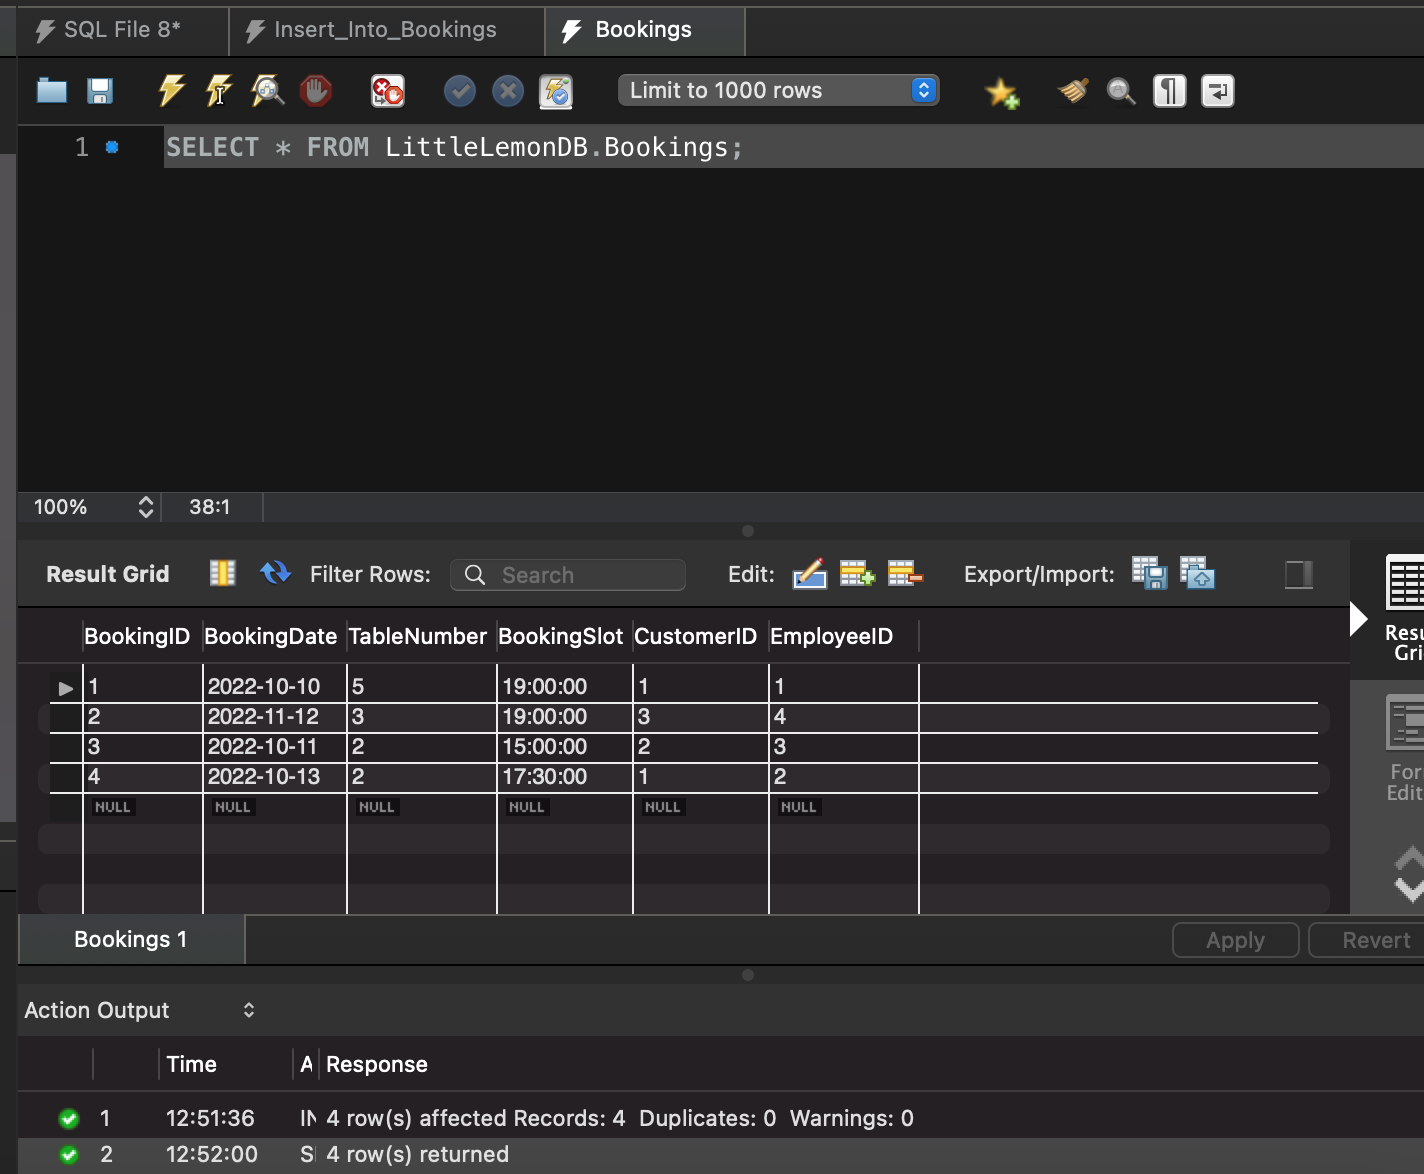 SQL File 8* Insert_Into_Bookings Bookings
Limit to 1000 rows
1 SELECT * FROM LittleLemonDB.Bookings;
100% 38:1
Result Grid Filter Rows: Search Edit: Export/Import:
BookingID BookingDate TableNumber BookingSlot CustomerID EmployeeID
1 2022-10-10 5 19:00:00 1 1
2 2022-11-12 3 19:00:00 3 4
3 2022-10-11 2 15:00:00 2 3
4 2022-10-13 2 17:30:00 1 2
NULL NULL NULL NULL NULL NULL
Resu
Gri
For
Edit
Bookings 1 Apply Revert
Action Output
Time A Response
1 12:51:36 IN 4 row(s) affected Records: 4 Duplicates: 0 Warnings: 0
2 12:52:00 S 4 row(s) returned